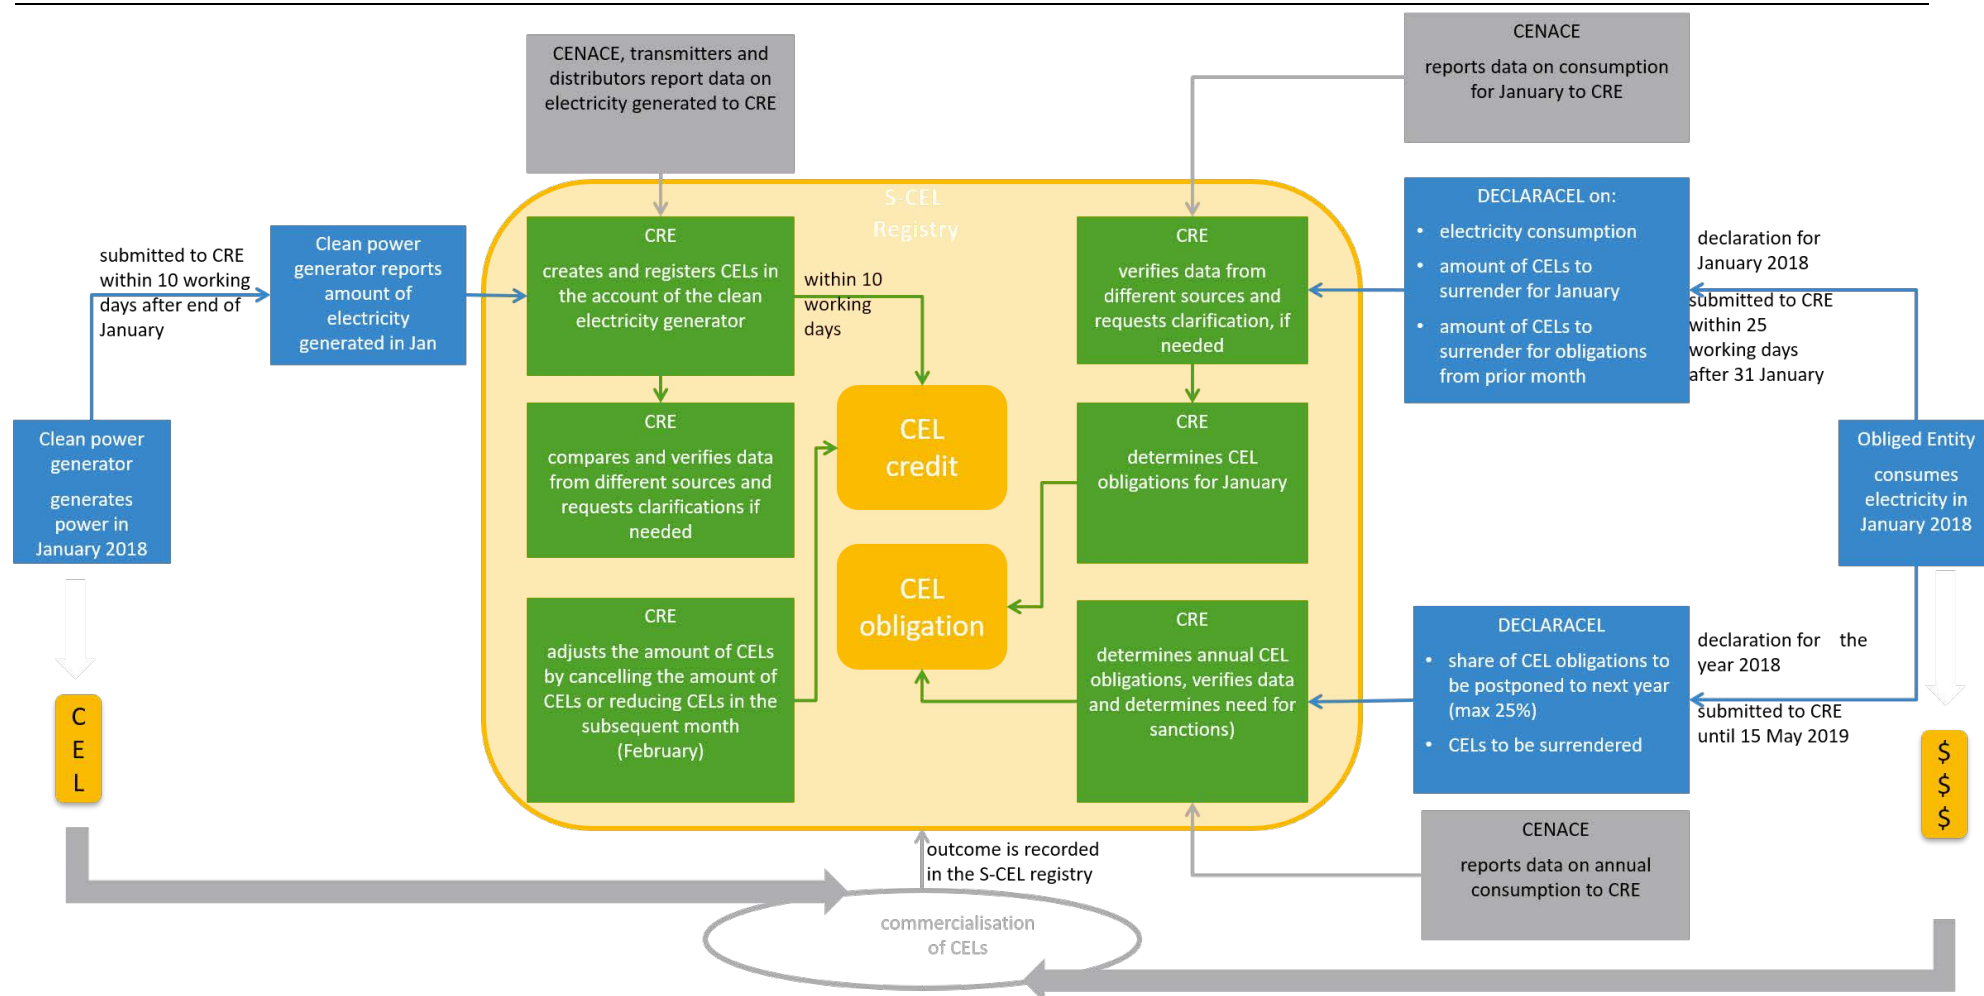 CENACE, transmitters and
distributors report data on
electricity generated to CRE
CENACE
reports data on consumption
for January to CRE
S-CEL
Registry
submitted to CRE
within 10 working
days after end of
January
Clean power
generator reports
amount of
electricity
generated in Jan
CRE
creates and registers CELs in
the account of the clean
electricity generator
within 10
working
days
CRE
verifies data from
different sources and
requests clarification, if
needed
DECLARACEL on:
• electricity consumption
• amount of CELs to
surrender for January
• amount of CELs to
surrender for obligations
from prior month
declaration for
January 2018
submitted to CRE
within 25
working days
after 31 January
Clean power
generator
generates
power in
January 2018
CRE
compares and verifies data
from different sources and
requests clarifications if
needed
CEL
credit
CRE
determines CEL
obligations for January
Obliged Entity
consumes
electricity in
January 2018
CEL
obligation
CRE
adjusts the amount of CELs
by cancelling the amount of
CELs or reducing CELs in the
subsequent month
(February)
CRE
determines annual CEL
obligations, verifies data
and determines need for
sanctions)
DECLARACEL
• share of CEL obligations to
be postponed to next year
(max 25%)
• CELs to be surrendered
declaration for the
year 2018
submitted to CRE
until 15 May 2019
C
E
L
$
$
$
outcome is recorded
in the S-CEL registry
CENACE
reports data on annual
consumption to CRE
commercialisation
of CELs